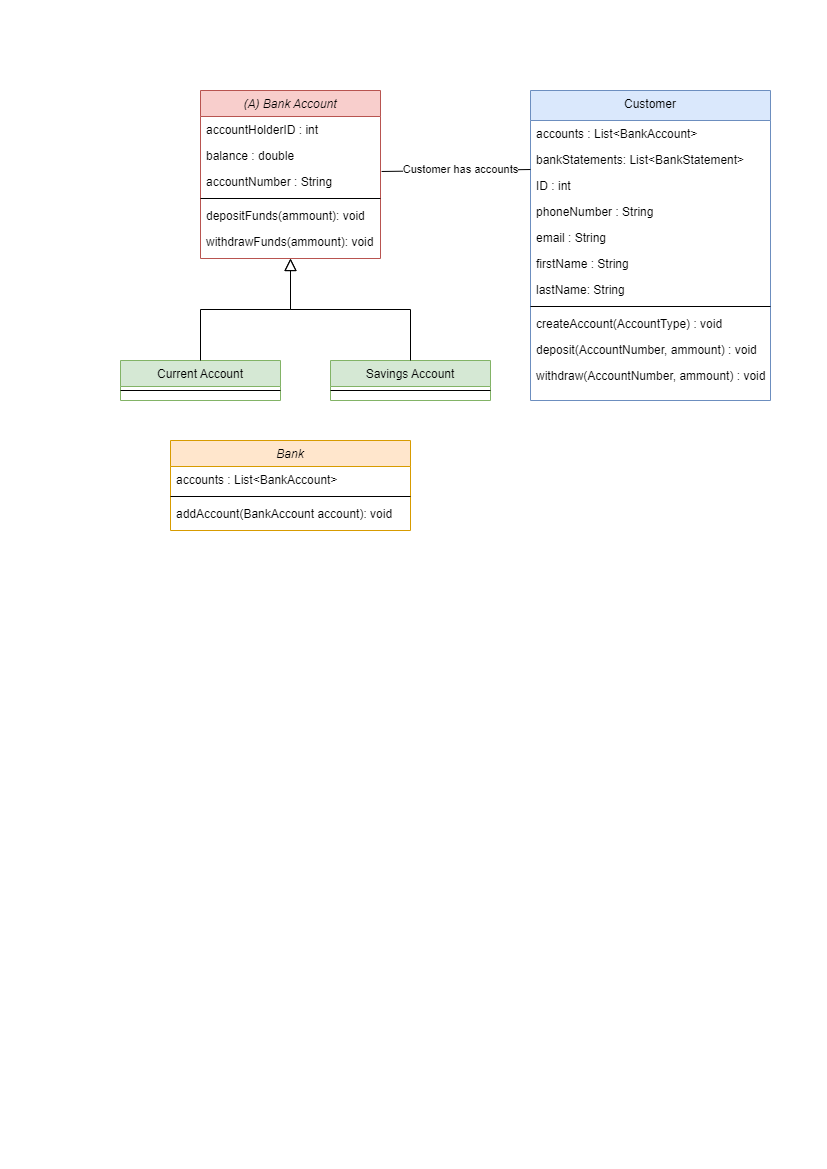 (A) Bank Account
accountHolderID : int
balance : double
accountNumber : String
depositFunds(ammount): void
withdrawFunds(ammount): void
Customer has accounts
Customer
accounts : List<BankAccount>
bankStatements: List<BankStatement>
ID : int
phoneNumber : String
email : String
firstName : String
lastName: String
createAccount(AccountType) : void
deposit(AccountNumber, ammount) : void
withdraw(AccountNumber, ammount) : void
Current Account
Savings Account
Bank
accounts : List<BankAccount>
addAccount(BankAccount account): void